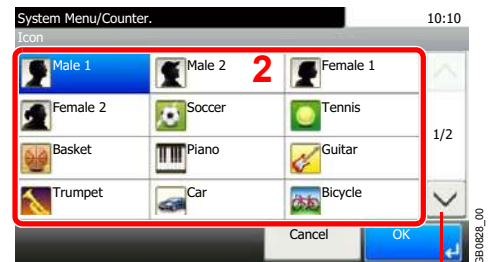 System Menu/Counter. 10:10
Icon
Male 1 Male 2 2 Female 1
Female 2 Soccer Tennis
1/2
Basket Piano Guitar
Trumpet Car Bicycle
Cancel OK
GB0828_00